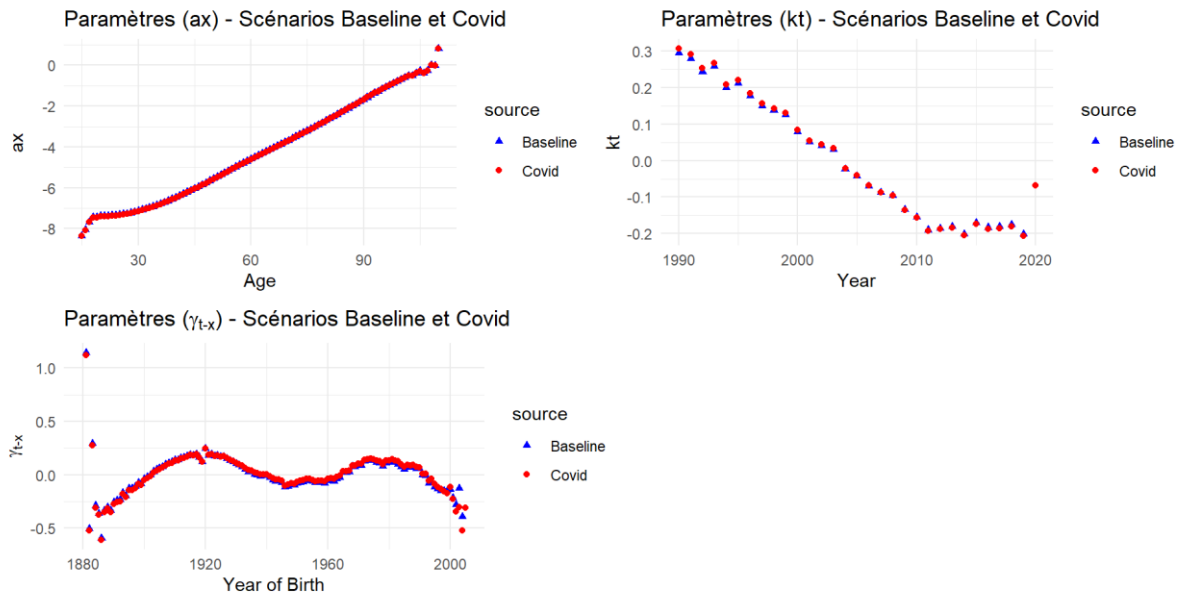 Paramètres (ax) - Scénarios Baseline et Covid
0
-2
-4
-6
-8
ax
30
60
90
Age
source
Baseline
Covid
Paramètres (kt) - Scénarios Baseline et Covid
0.3
0.2
0.1
0.0
-0.1
-0.2
kt
1990
2000
2010
2020
Year
source
Baseline
Covid
Paramètres (γt-x) - Scénarios Baseline et Covid
1.0
0.5
0.0
-0.5
γt-x
1880
1920
1960
2000
Year of Birth
source
Baseline
Covid